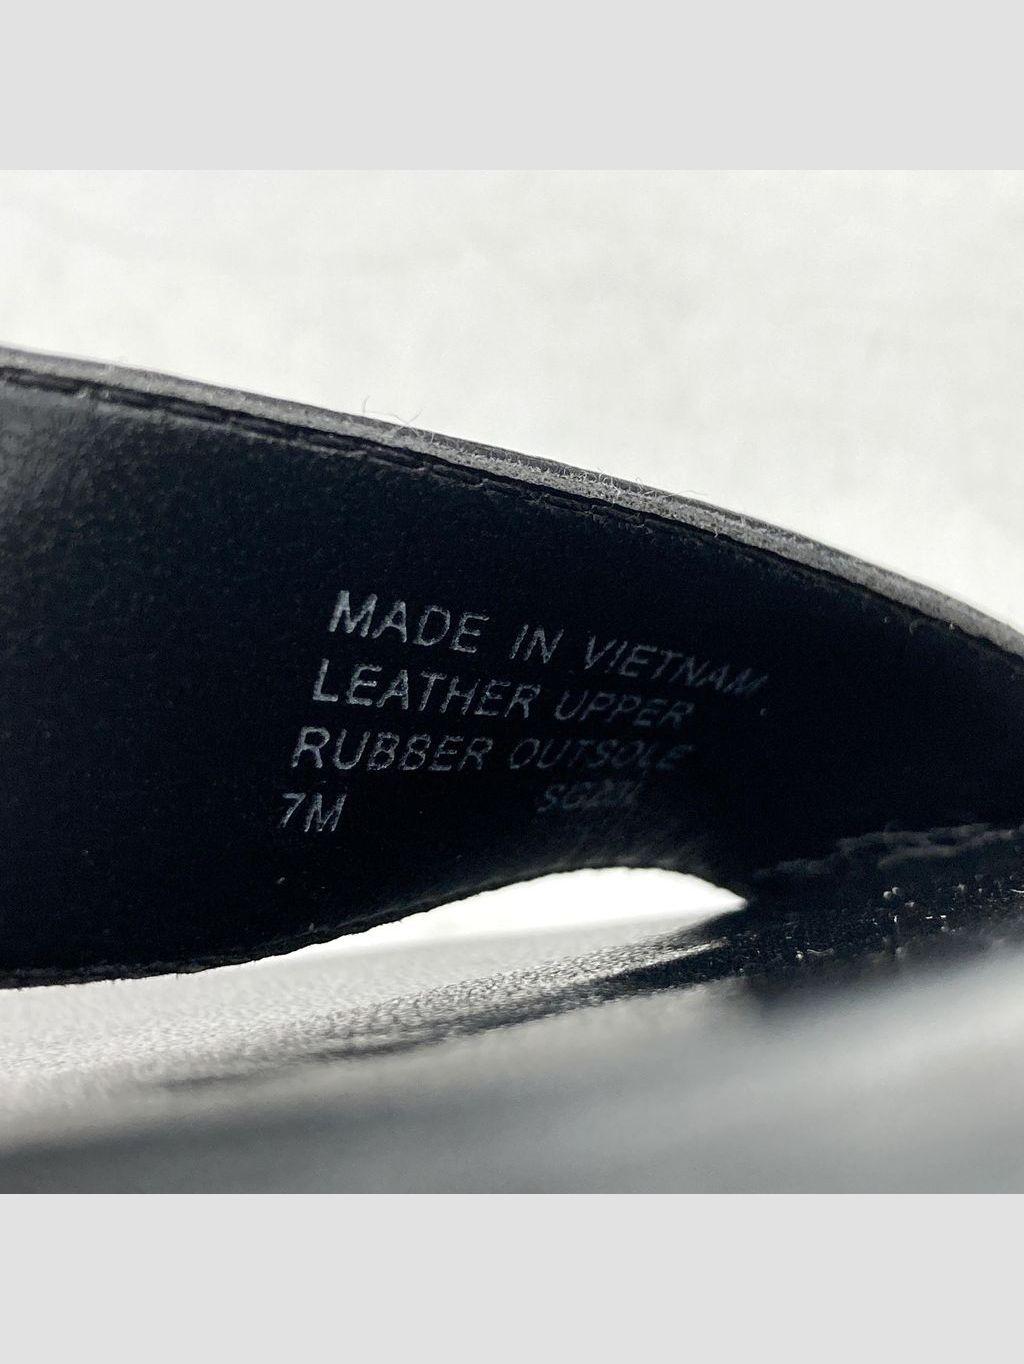 MADE IN VIETNAM
LEATHER UPPER
RUBBER OUTSOLE
7M